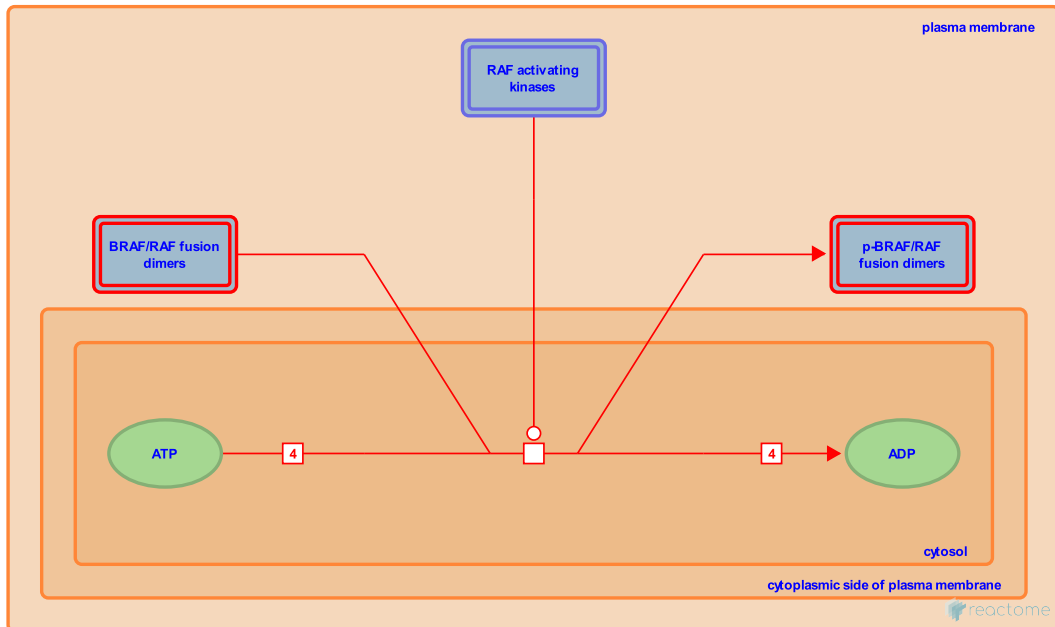 plasma membrane
RAF activating
kinases
BRAF/RAF fusion
dimers
p-BRAF/RAF
fusion dimers
ATP
4
4
ADP
cytosol
cytoplasmic side of plasma membrane
reactome